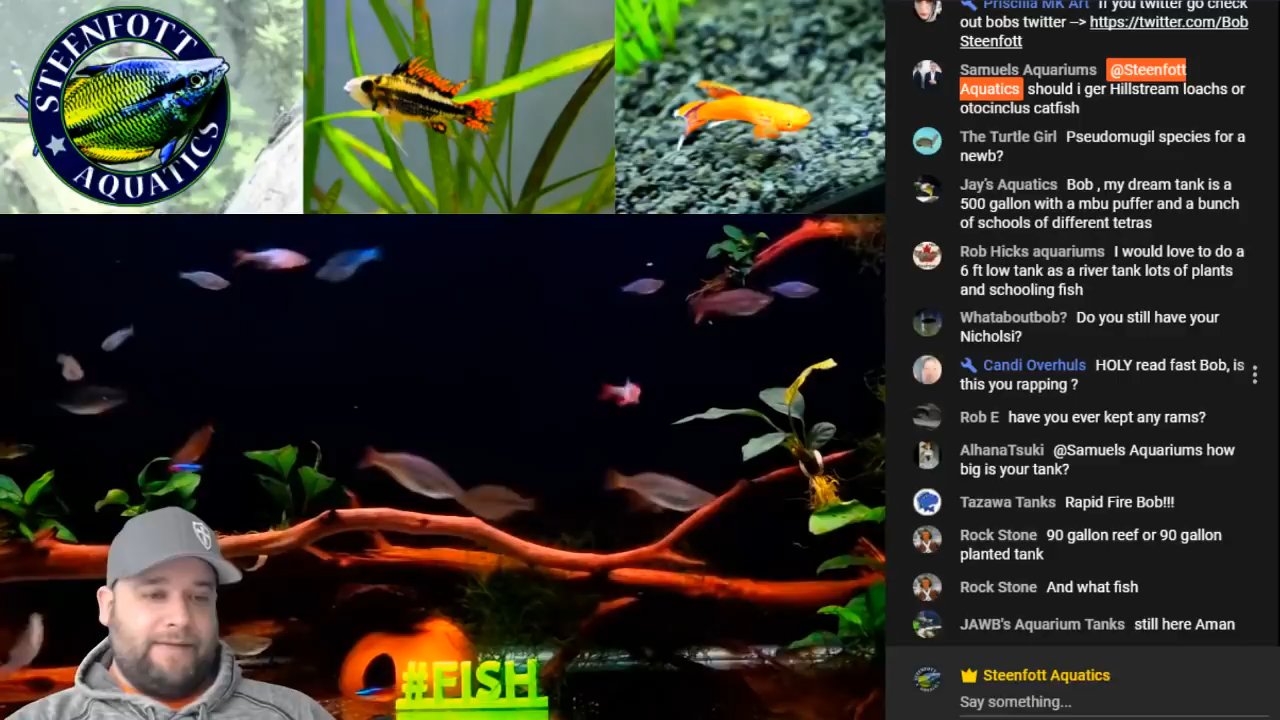 STEENFOTT
AQUATICS
#FISH
Priscilla MK Art If you twitter go check
out bobs twitter --> https://twitter.com/Bob
Steenfott
Samuels Aquariums @Steenfott
Aquatics should i ger Hillstream loachs or
otocinclus catfish
The Turtle Girl Pseudomugil species for a
newb?
Jay's Aquatics Bob , my dream tank is a
500 gallon with a mbu puffer and a bunch
of schools of different tetras
Rob Hicks aquariums I would love to do a
6 ft low tank as a river tank lots of plants
and schooling fish
Whataboutbob? Do you still have your
Nicholsi?
Candi Overhuls HOLY read fast Bob, is
this you rapping ?
Rob E have you ever kept any rams?
AlhanaTsuki @Samuels Aquariums how
big is your tank?
Tazawa Tanks Rapid Fire Bob!!!
Rock Stone 90 gallon reef or 90 gallon
planted tank
Rock Stone And what fish
JAWB's Aquarium Tanks still here Aman
Steenfott Aquatics
Say something...